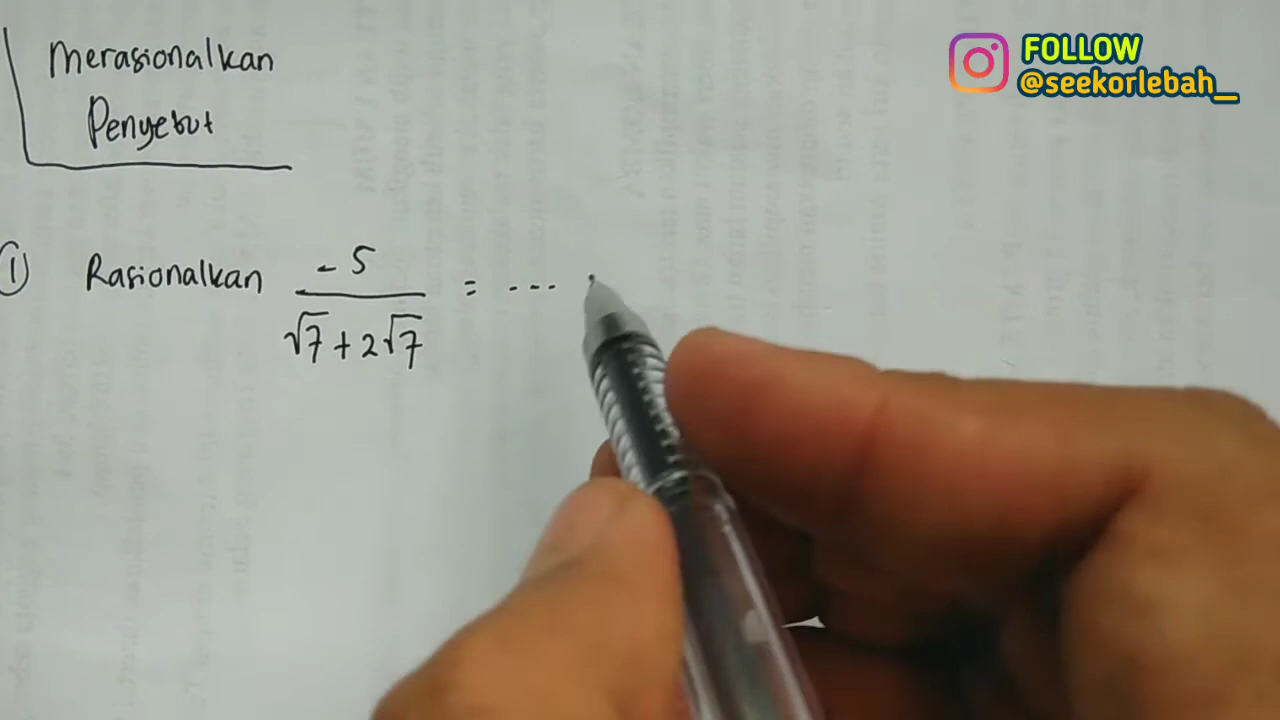 Merasionalkan
Penyebut
FOLLOW
@seekorlebah_
① Rasionalkan -5 / √7 + 2√7 = ...